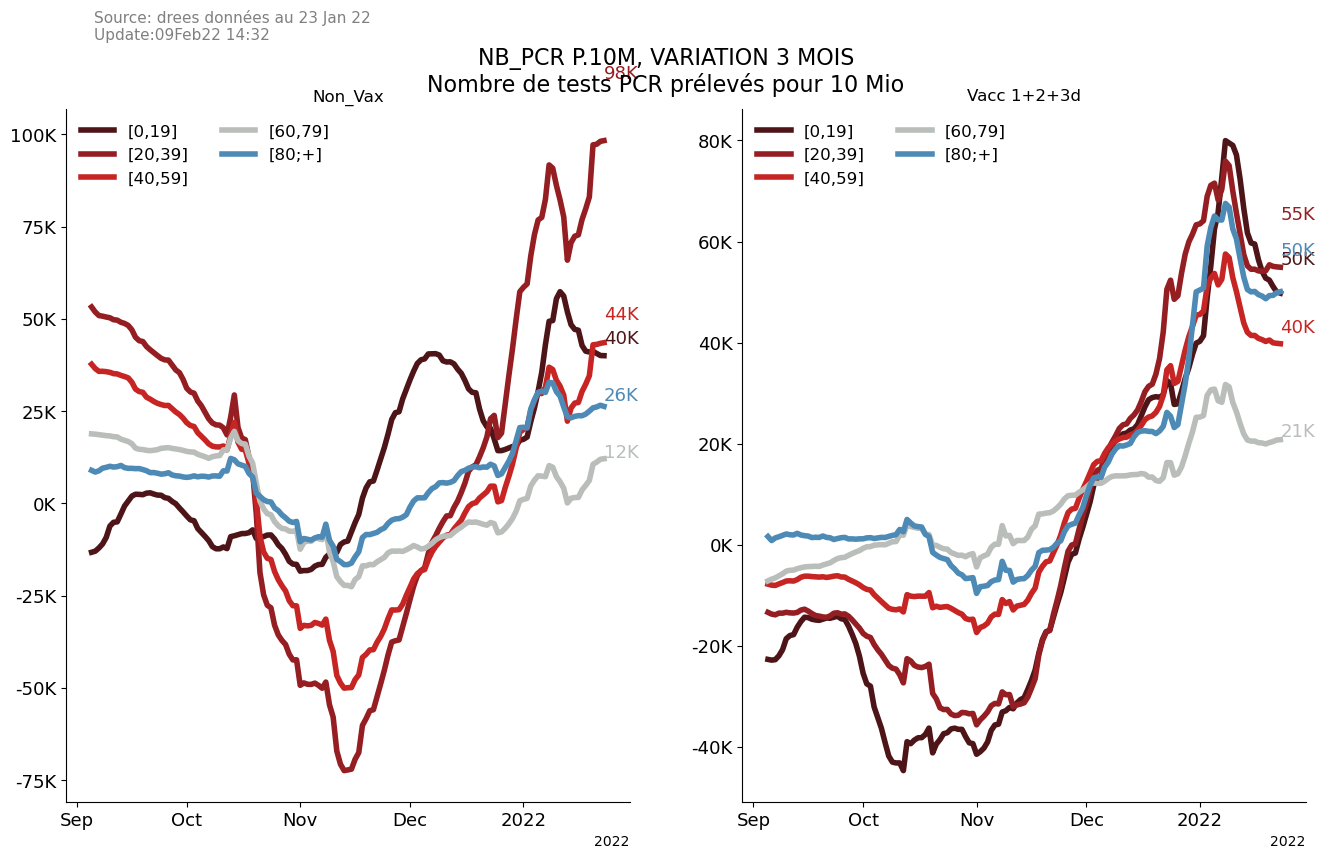 Source: drees données au 23 Jan 22
Update:09Feb22 14:32
NB_PCR P.10M, VARIATION 3 MOIS
Nombre de tests PCR prélevés pour 10 Mio
98K
Non_Vax
[0,19]
[20,39]
[40,59]
[60,79]
[80;+]
100K
75K
50K
25K
0K
-25K
-50K
-75K
44K
40K
26K
12K
Sep
Oct
Nov
Dec
2022
2022
Vacc 1+2+3d
[0,19]
[20,39]
[40,59]
[60,79]
[80;+]
80K
60K
40K
20K
0K
-20K
-40K
55K
50K
50K
40K
21K
Sep
Oct
Nov
Dec
2022
2022